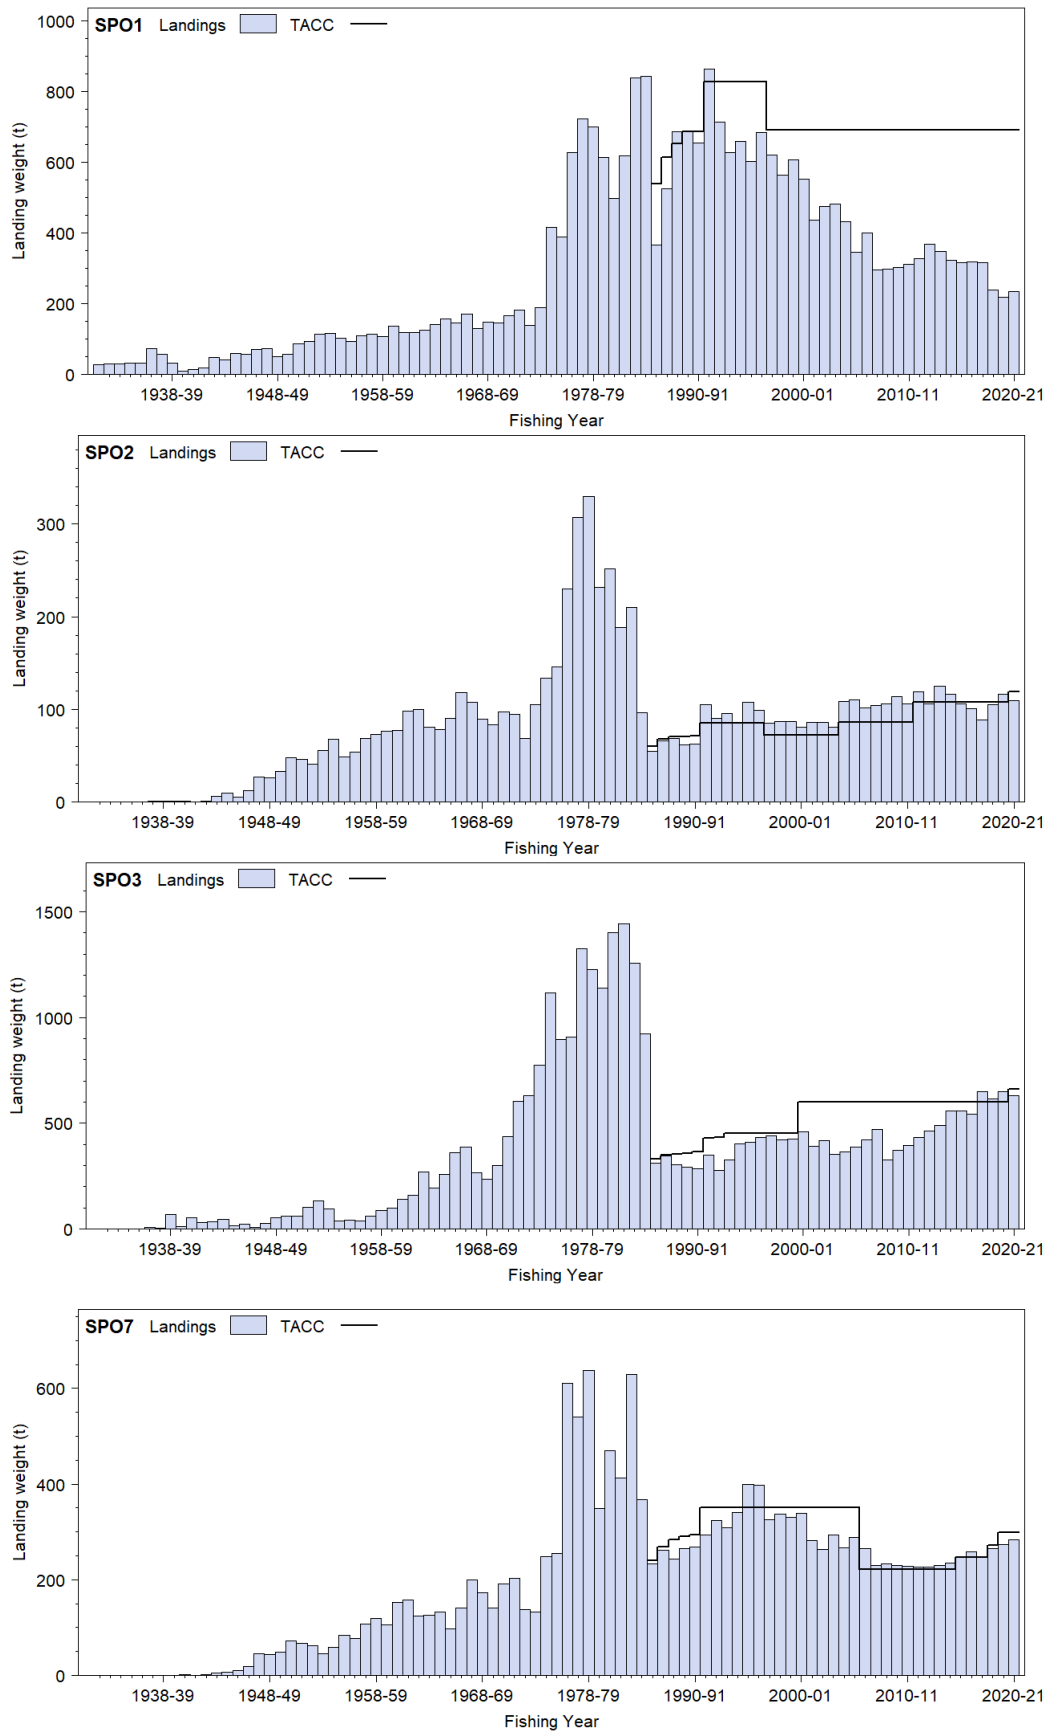 SPO1 Landings TACC
1000
800
600
400
200
0
Landing weight (t)
1938-39 1948-49 1958-59 1968-69 1978-79 1990-91 2000-01 2010-11 2020-21
Fishing Year
SPO2 Landings TACC
300
200
100
0
Landing weight (t)
1938-39 1948-49 1958-59 1968-69 1978-79 1990-91 2000-01 2010-11 2020-21
Fishing Year
SPO3 Landings TACC
1500
1000
500
0
Landing weight (t)
1938-39 1948-49 1958-59 1968-69 1978-79 1990-91 2000-01 2010-11 2020-21
Fishing Year
SPO7 Landings TACC
600
400
200
0
Landing weight (t)
1938-39 1948-49 1958-59 1968-69 1978-79 1990-91 2000-01 2010-11 2020-21
Fishing Year